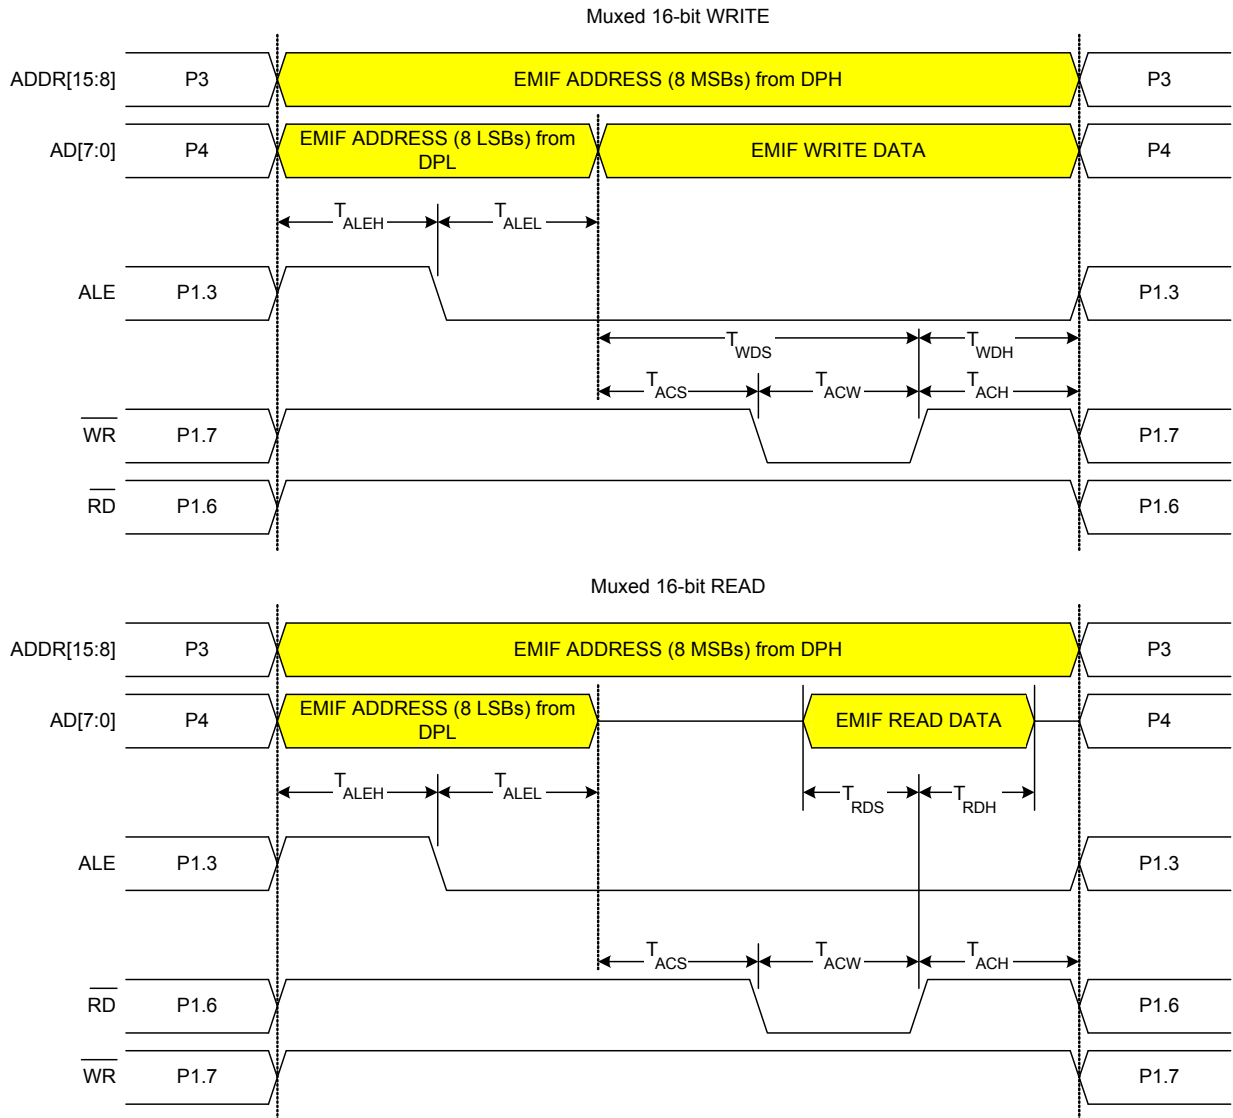 Muxed 16-bit WRITE
ADDR[15:8] P3 EMIF ADDRESS (8 MSBs) from DPH P3
AD[7:0] P4 EMIF ADDRESS (8 LSBs) from
DPL EMIF WRITE DATA P4
TALEH TALEL
ALE P1.3 P1.3
TWDS TWDH
TACS TACW TACH
WR P1.7 P1.7
RD P1.6 P1.6
Muxed 16-bit READ
ADDR[15:8] P3 EMIF ADDRESS (8 MSBs) from DPH P3
AD[7:0] P4 EMIF ADDRESS (8 LSBs) from
DPL EMIF READ DATA P4
TALEH TALEL TRDS TRDH
ALE P1.3 P1.3
TACS TACW TACH
RD P1.6 P1.6
WR P1.7 P1.7